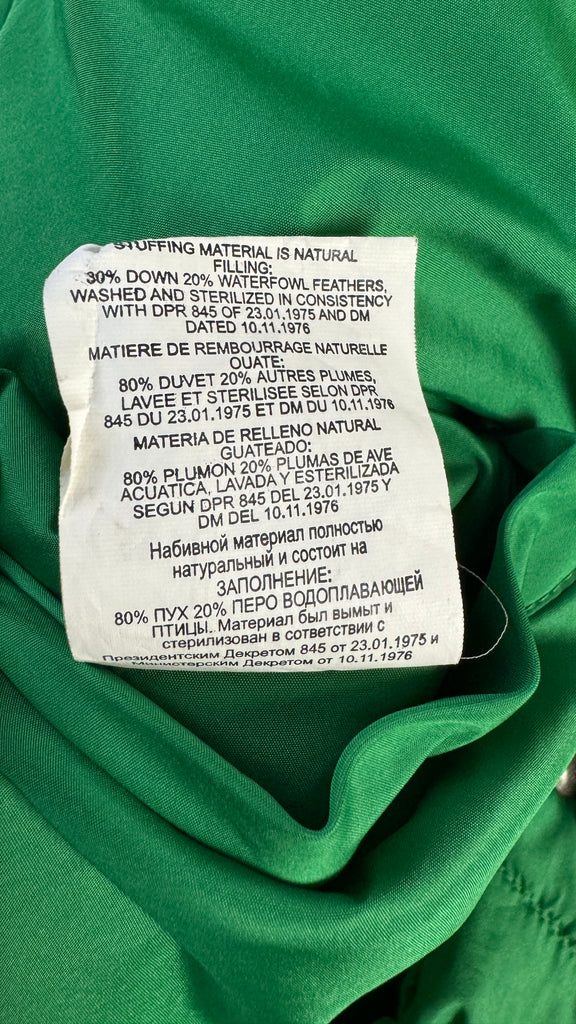 STUFFING MATERIAL IS NATURAL
FILLING:
80% DOWN 20% WATERFOWL FEATHERS,
WASHED AND STERILIZED IN CONSISTENCY
WITH DPR 845 OF 23.01.1975 AND DM
DATED 10.11.1976
MATIERE DE REMBOURRAGE NATURELLE
OUATE:
80% DUVET 20% AUTRES PLUMES,
LAVEE ET STERILISEE SELON DPR
845 DU 23.01.1975 ET DM DU 10.11.1976
MATERIA DE RELLENO NATURAL
GUATEADO:
80% PLUMON 20% PLUMAS DE AVE
ACUATICA, LAVADA Y ESTERILIZADA
SEGUN DPR 845 DEL 23.01.1975 Y
DM DEL 10.11.1976
Набивной материал полностью
натуральный и состоит на
ЗАПОЛНЕНИЕ:
80% ПУХ 20% ПЕРО ВОДОПЛАВАЮЩЕЙ
ПТИЦЫ. Материал был вымыт и
стерилизован в сответствии с
Президентским Декретом 845 от 23.01.1975 и
Министерским Декретом от 10.11.1976